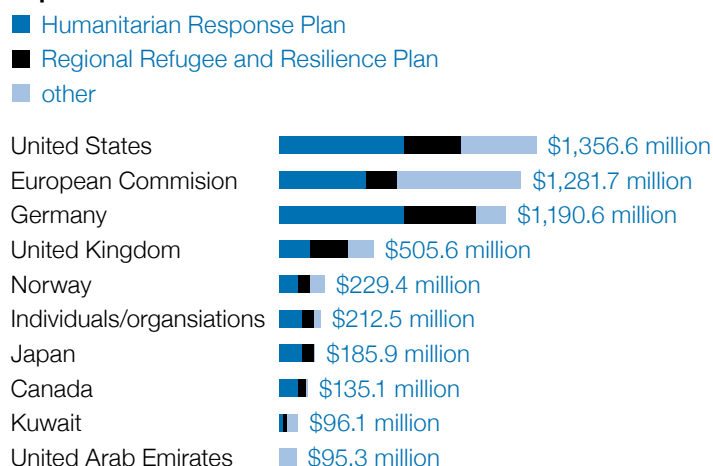 Humanitarian Response Plan
Regional Refugee and Resilience Plan
other
United States $1,356.6 million
European Commision $1,281.7 million
Germany $1,190.6 million
United Kingdom $505.6 million
Norway $229.4 million
Individuals/organsiations $212.5 million
Japan $185.9 million
Canada $135.1 million
Kuwait $96.1 million
United Arab Emirates $95.3 million